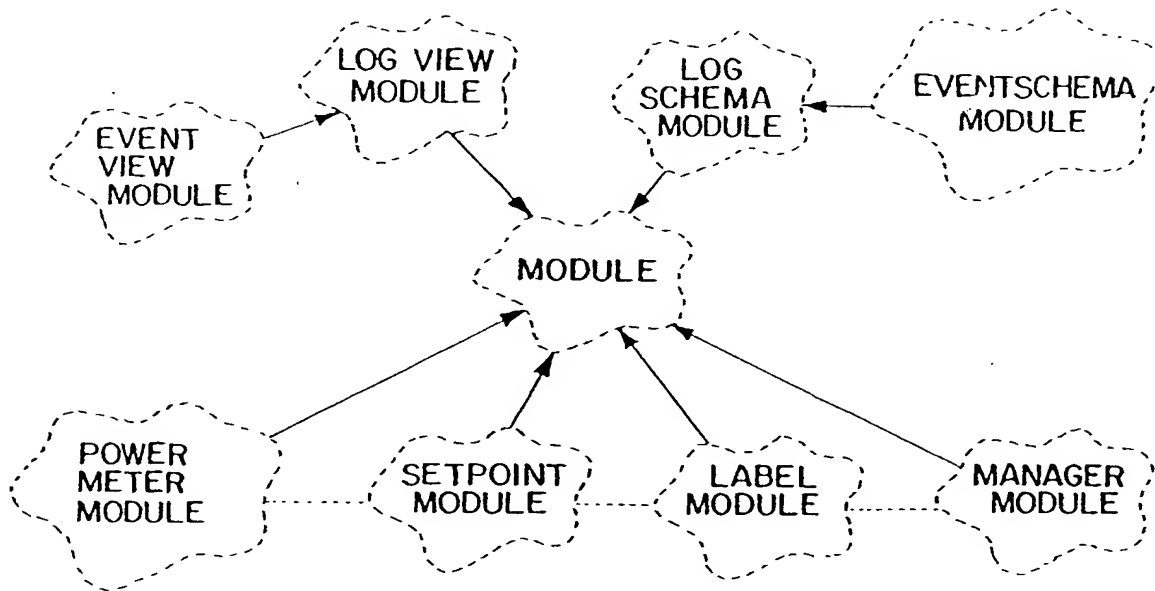 LOG VIEW
MODULE
LOG
SCHEMA
MODULE
EVENTSCHEMA
MODULE
EVENT
VIEW
MODULE
MODULE
POWER
METER
MODULE
SETPOINT
MODULE
LABEL
MODULE
MANAGER
MODULE